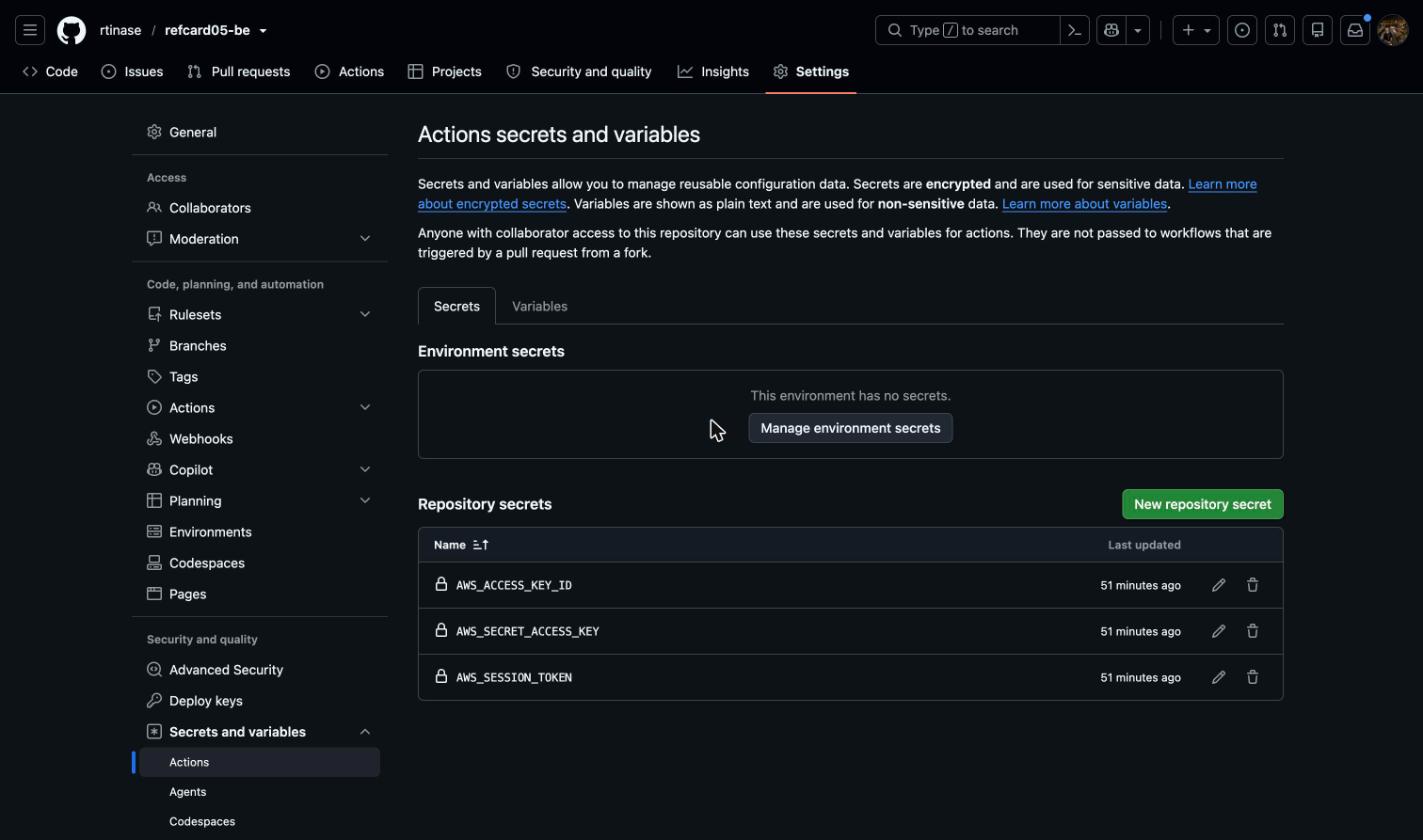 rtinase / refcard05-be
Type / to search
Code
Issues
Pull requests
Actions
Projects
Security and quality
Insights
Settings
General
Access
Collaborators
Moderation
Code, planning, and automation
Rulesets
Branches
Tags
Actions
Webhooks
Copilot
Planning
Environments
Codespaces
Pages
Security and quality
Advanced Security
Deploy keys
Secrets and variables
Actions
Agents
Codespaces
Actions secrets and variables
Secrets and variables allow you to manage reusable configuration data. Secrets are encrypted and are used for sensitive data. Learn more
about encrypted secrets. Variables are shown as plain text and are used for non-sensitive data. Learn more about variables.
Anyone with collaborator access to this repository can use these secrets and variables for actions. They are not passed to workflows that are
triggered by a pull request from a fork.
Secrets
Variables
Environment secrets
This environment has no secrets.
Manage environment secrets
Repository secrets
New repository secret
Name
Last updated
AWS_ACCESS_KEY_ID
51 minutes ago
AWS_SECRET_ACCESS_KEY
51 minutes ago
AWS_SESSION_TOKEN
51 minutes ago